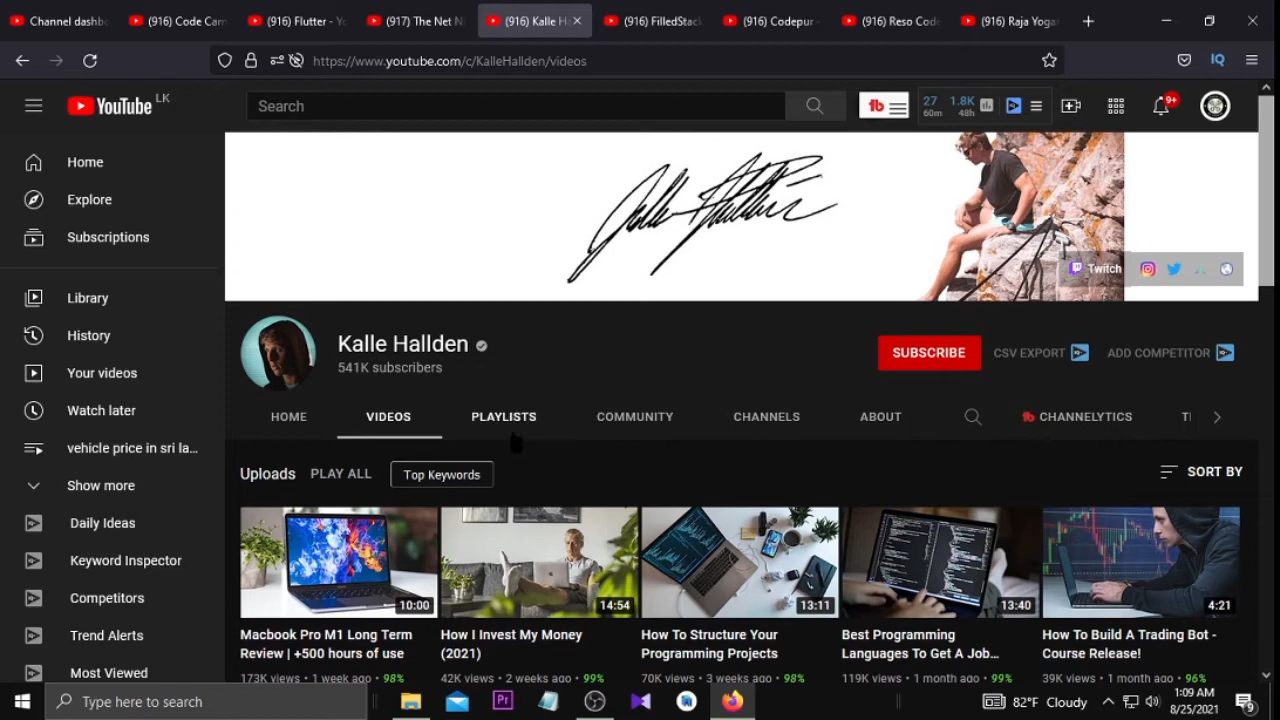 Channel dashb
(916) Code Cam
(916) Flutter - Yo
(917) The Net N
(916) Kalle H
(916) FilledStack
(916) Codepur -
(916) Reso Code
(916) Raja Yoga
https://www.youtube.com/c/KalleHallden/videos
IQ
YouTube LK
Search
tb
27 60m
1.8K 48h
9+
Home
Explore
Subscriptions
Library
History
Your videos
Watch later
vehicle price in sri la...
Show more
Daily Ideas
Keyword Inspector
Competitors
Trend Alerts
Most Viewed
Kalle Hallden
Twitch
Kalle Hallden
541K subscribers
SUBSCRIBE
CSV EXPORT
ADD COMPETITOR
HOME
VIDEOS
PLAYLISTS
COMMUNITY
CHANNELS
ABOUT
tb CHANNELYTICS
Uploads
PLAY ALL
Top Keywords
SORT BY
10:00
14:54
13:11
13:40
4:21
Macbook Pro M1 Long Term
Review | +500 hours of use
173K views • 1 week ago • 98%
How I Invest My Money
(2021)
42K views • 2 weeks ago • 99%
How To Structure Your
Programming Projects
70K views • 3 weeks ago • 98%
Best Programming
Languages To Get A Job...
119K views • 1 month ago • 99%
How To Build A Trading Bot -
Course Release!
39K views • 1 month ago • 96%
Type here to search
Pr
82°F Cloudy
1:09 AM
8/25/2021
9